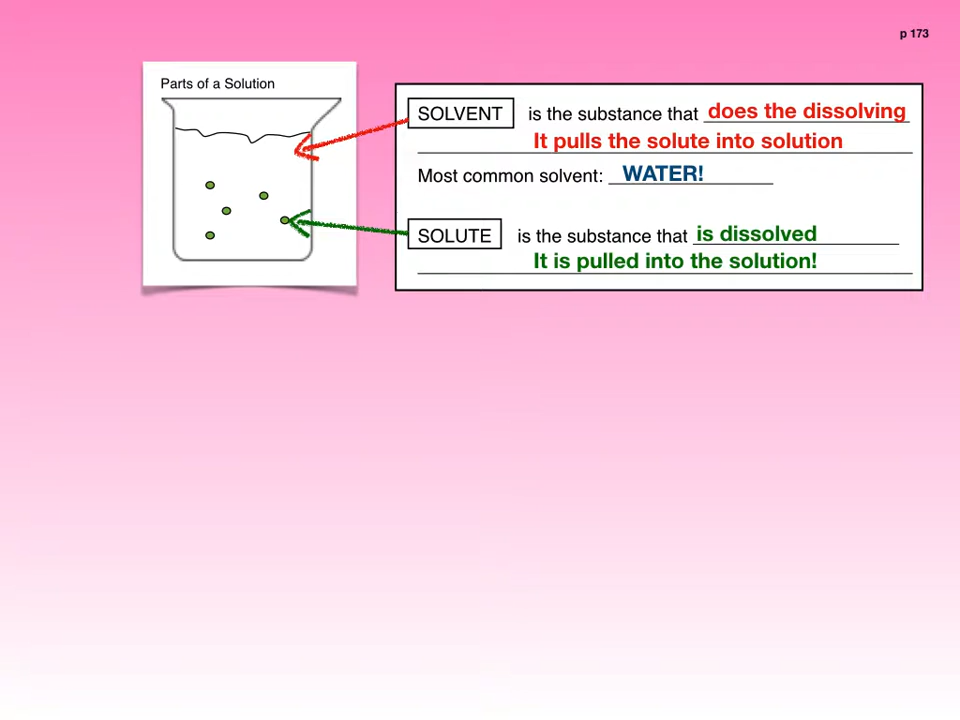 p 173
Parts of a Solution
SOLVENT is the substance that does the dissolving
It pulls the solute into solution
Most common solvent: WATER!
SOLUTE is the substance that is dissolved
It is pulled into the solution!